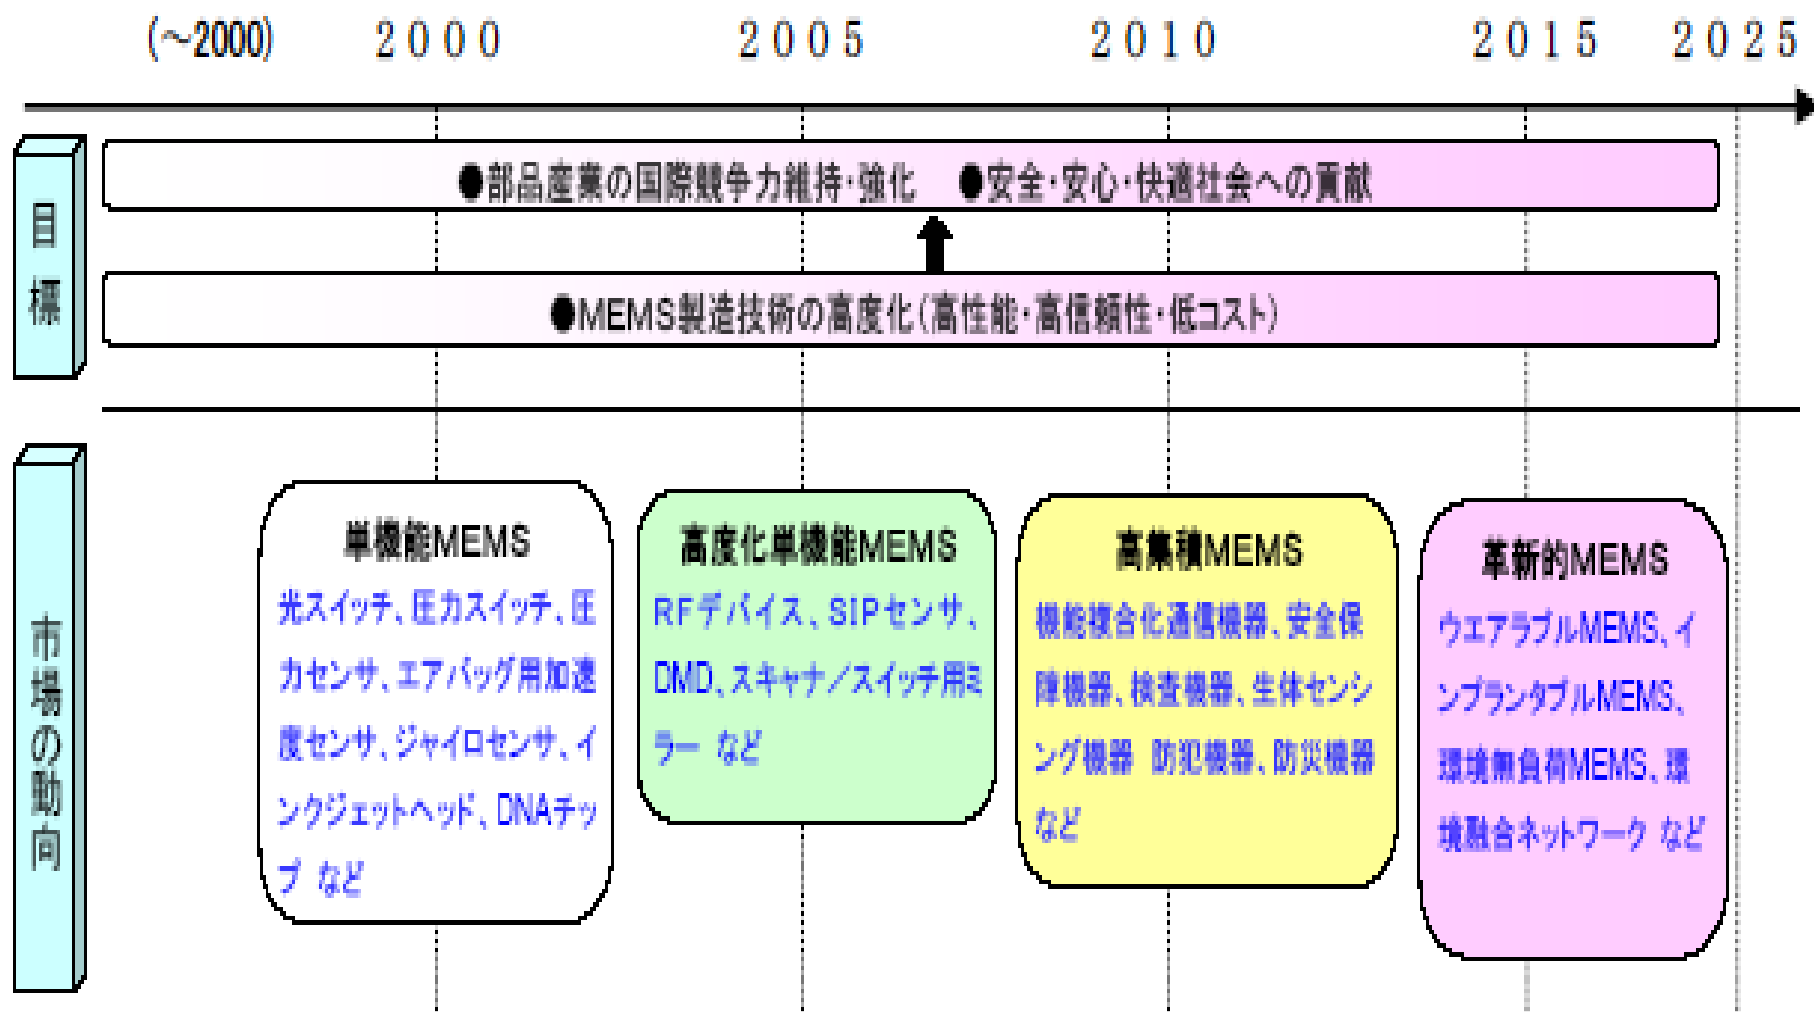 (～2000) 2000 2005 2010 2015 2025
目標
●部品産業の国際競争力維持・強化 ●安全・安心・快適社会への貢献
●MEMS製造技術の高度化(高性能・高信頼性・低コスト)
市場の動向
単機能MEMS
光スイッチ、圧力スイッチ、圧
力センサ、エアバッグ用加速
度センサ、ジャイロセンサ、イ
ンクジェットヘッド、DNAチッ
プ など
高度化単機能MEMS
RFデバイス、SIPセンサ、
DMD、スキャナ／スイッチ用ミ
ラー など
高集積MEMS
機能複合化通信機器、安全保
障機器、検査機器、生体センシ
ング機器 防犯機器、防災機器
など
革新的MEMS
ウエアラブルMEMS、イ
ンプランタブルMEMS、
環境無負荷MEMS、環
境融合ネットワーク など